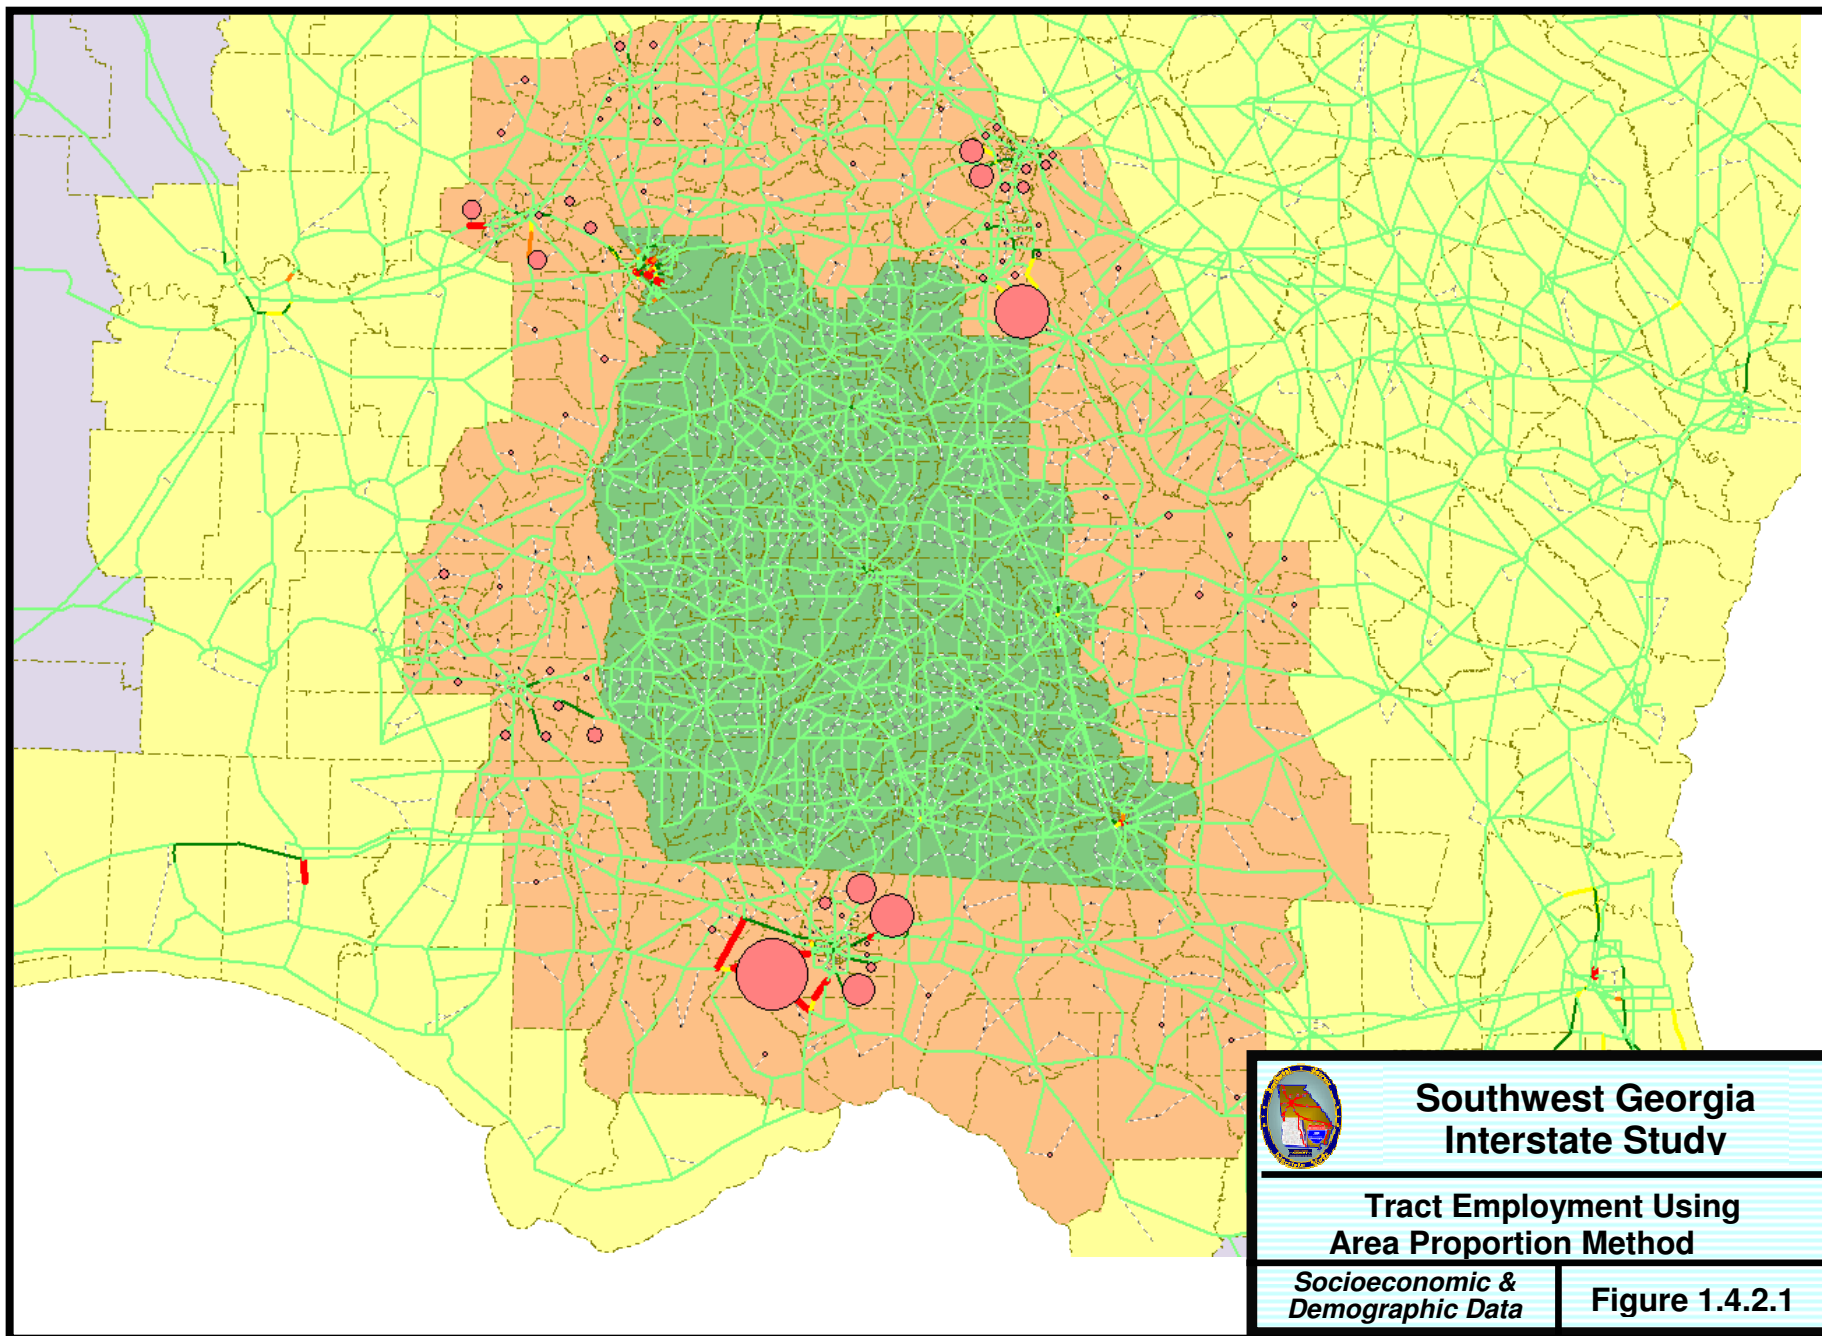 Southwest Georgia
Interstate Study
Tract Employment Using
Area Proportion Method
Socioeconomic &
Demographic Data
Figure 1.4.2.1